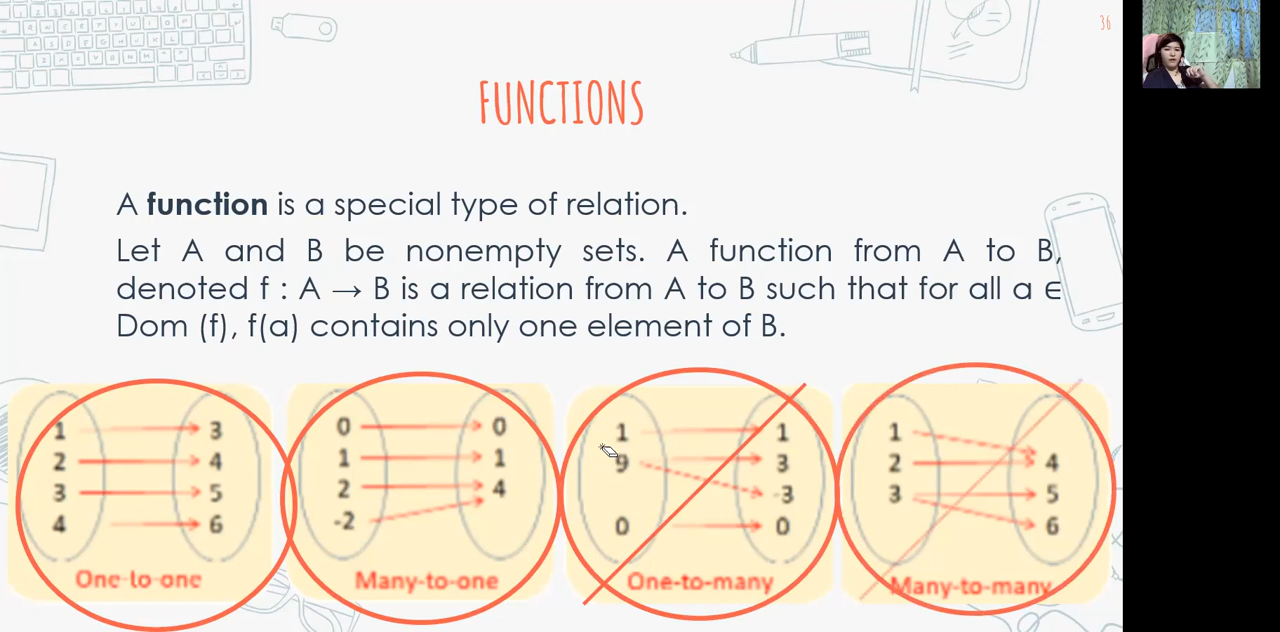 36
FUNCTIONS
A function is a special type of relation.
Let A and B be nonempty sets. A function from A to B,
denoted f : A → B is a relation from A to B such that for all a ∈
Dom (f), f(a) contains only one element of B.
1 3
2 4
3 5
4 6
One-to-one
0 0
1 1
2 4
-2
Many-to-one
1 1
9 3
-3
0 0
One-to-many
1
2 4
3 5
6
Many-to-many